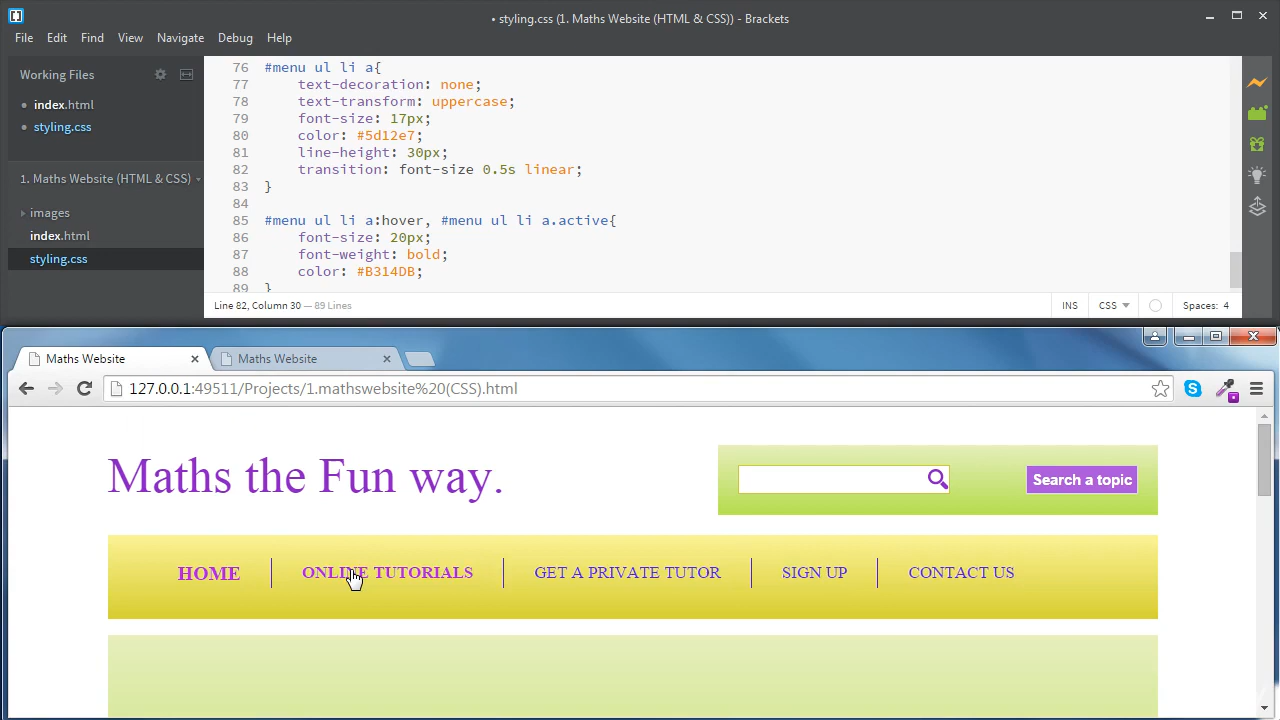 • styling.css (1. Maths Website (HTML & CSS)) - Brackets
File Edit Find View Navigate Debug Help
Working Files
• index.html
• styling.css
1. Maths Website (HTML & CSS)
images
index.html
styling.css
76 #menu ul li a{
77 text-decoration: none;
78 text-transform: uppercase;
79 font-size: 17px;
80 color: #5d12e7;
81 line-height: 30px;
82 transition: font-size 0.5s linear;
83 }
84
85 #menu ul li a:hover, #menu ul li a.active{
86 font-size: 20px;
87 font-weight: bold;
88 color: #B314DB;
89 }
Line 82, Column 30 — 89 Lines
INS CSS Spaces: 4
Maths Website Maths Website
127.0.0.1:49511/Projects/1.mathswebsite%20(CSS).html
Maths the Fun way.
Search a topic
HOME ONLINE TUTORIALS GET A PRIVATE TUTOR SIGN UP CONTACT US